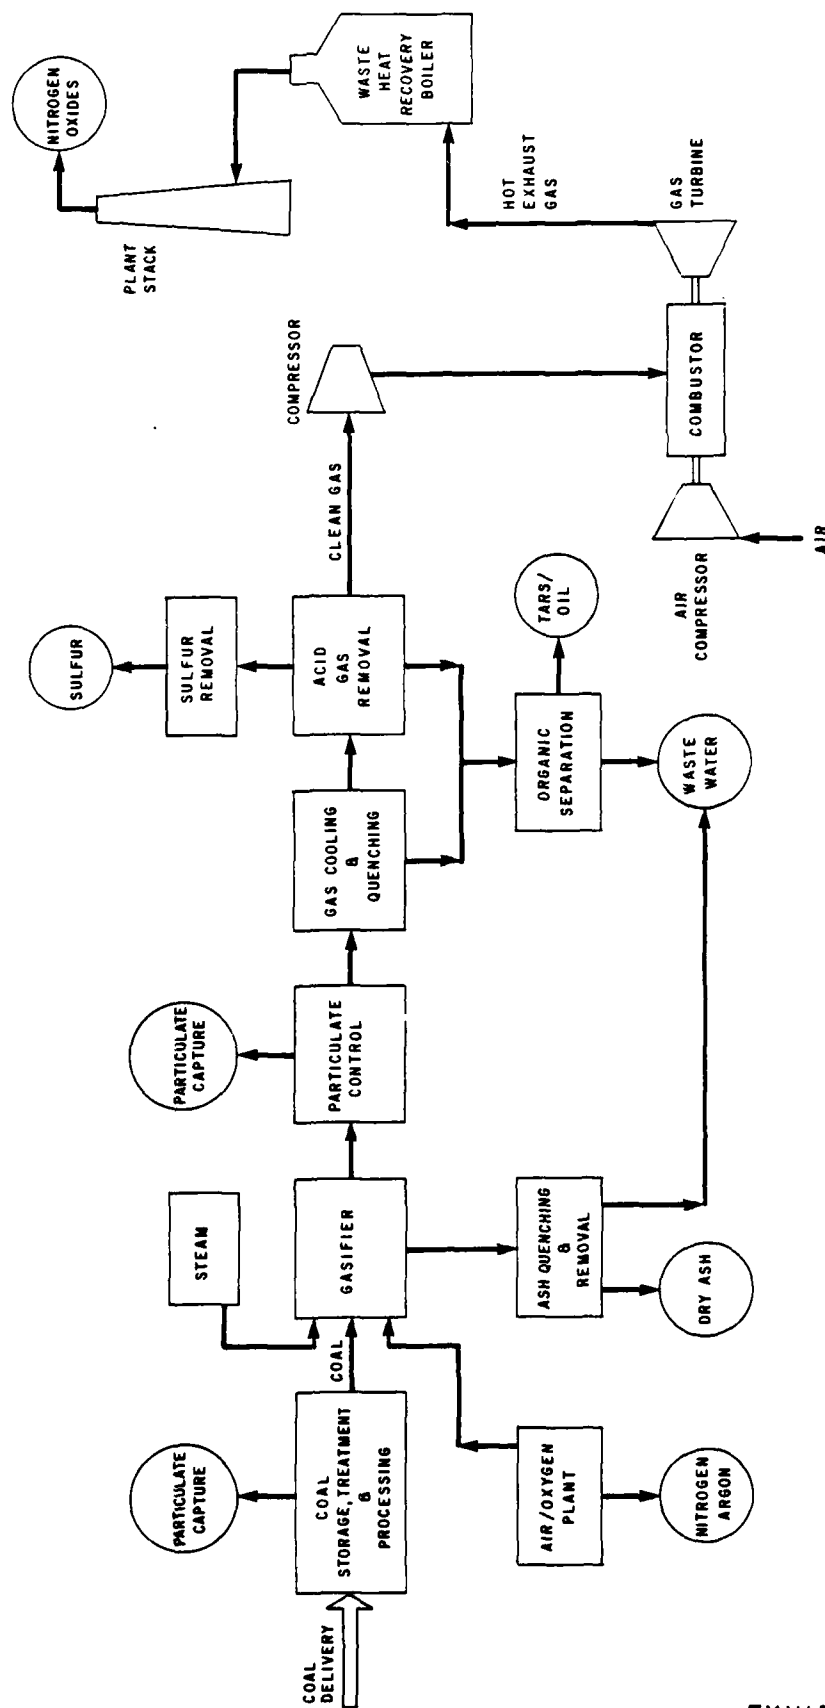 COAL
DELIVERY
COAL
STORAGE, TREATMENT
&
PROCESSING
PARTICULATE
CAPTURE
COAL
STEAM
AIR/OXYGEN
PLANT
NITROGEN
ARGON
GASIFIER
ASH QUENCHING
&
REMOVAL
DRY ASH
PARTICULATE
CAPTURE
PARTICULATE
CONTROL
GAS COOLING
&
QUENCHING
SULFUR
SULFUR
REMOVAL
ACID
GAS
REMOVAL
ORGANIC
SEPARATION
TARS/
OIL
WASTE
WATER
CLEAN GAS
COMPRESSOR
AIR
COMPRESSOR
AIR
COMBUSTOR
GAS
TURBINE
HOT
EXHAUST
GAS
WASTE
HEAT
RECOVERY
BOILER
PLANT
STACK
NITROGEN
OXIDES